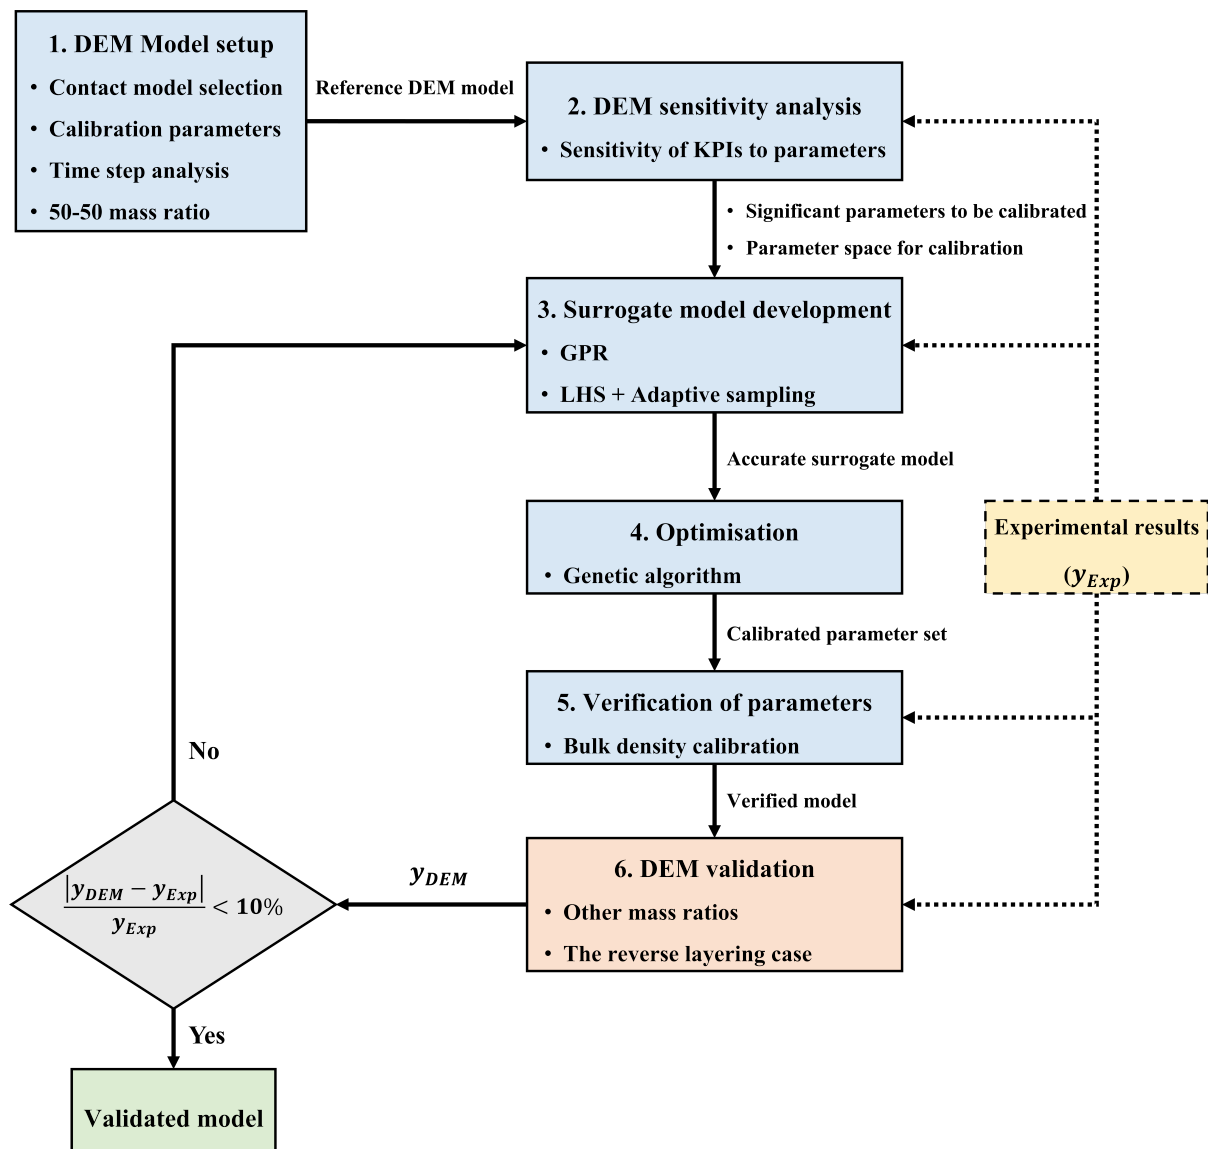 1. DEM Model setup
• Contact model selection
• Calibration parameters
• Time step analysis
• 50-50 mass ratio
Reference DEM model
2. DEM sensitivity analysis
• Sensitivity of KPIs to parameters
• Significant parameters to be calibrated
• Parameter space for calibration
3. Surrogate model development
• GPR
• LHS + Adaptive sampling
Accurate surrogate model
4. Optimisation
• Genetic algorithm
Experimental results
(y_Exp)
Calibrated parameter set
5. Verification of parameters
• Bulk density calibration
Verified model
6. DEM validation
• Other mass ratios
• The reverse layering case
y_DEM
No
|y_DEM − y_Exp|
y_Exp
< 10%
Yes
Validated model